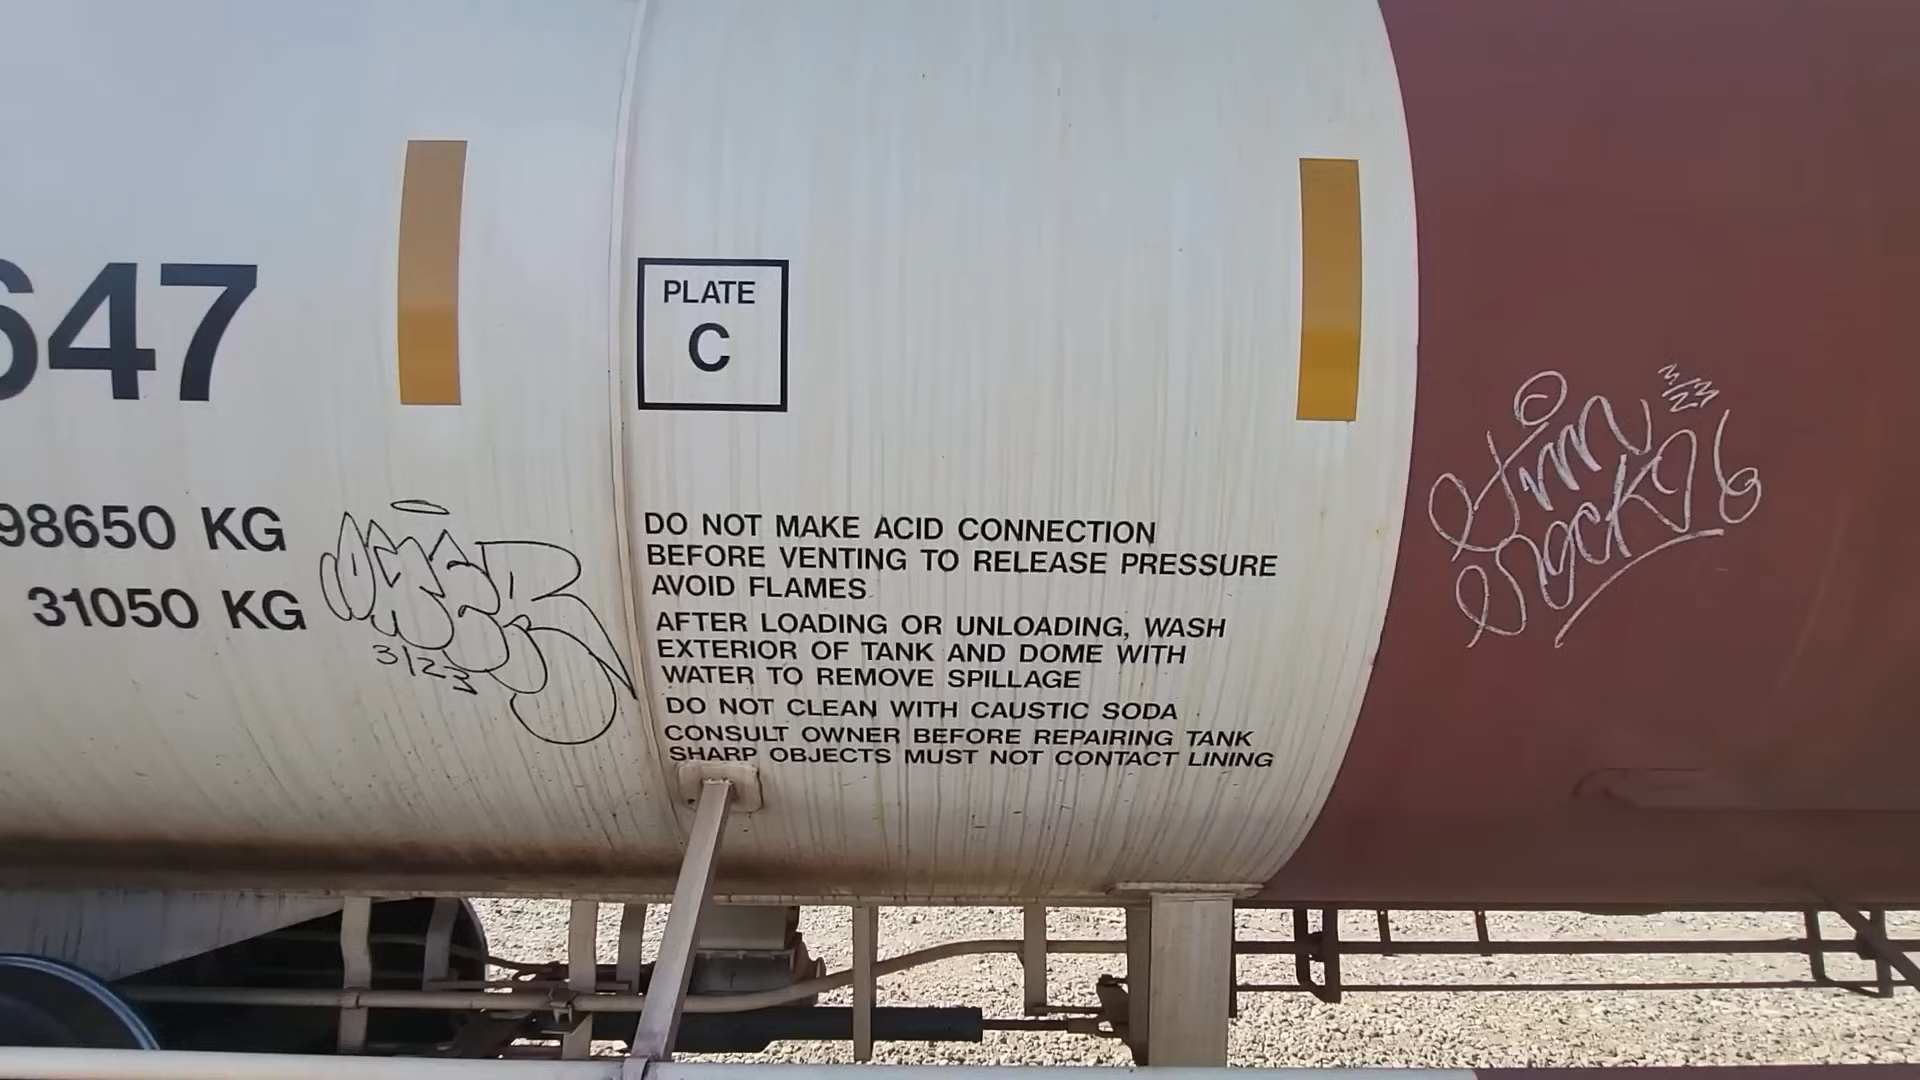 647
PLATE
C
98650 KG
31050 KG
DO NOT MAKE ACID CONNECTION
BEFORE VENTING TO RELEASE PRESSURE
AVOID FLAMES
AFTER LOADING OR UNLOADING, WASH
EXTERIOR OF TANK AND DOME WITH
WATER TO REMOVE SPILLAGE
DO NOT CLEAN WITH CAUSTIC SODA
CONSULT OWNER BEFORE REPAIRING TANK
SHARP OBJECTS MUST NOT CONTACT LINING